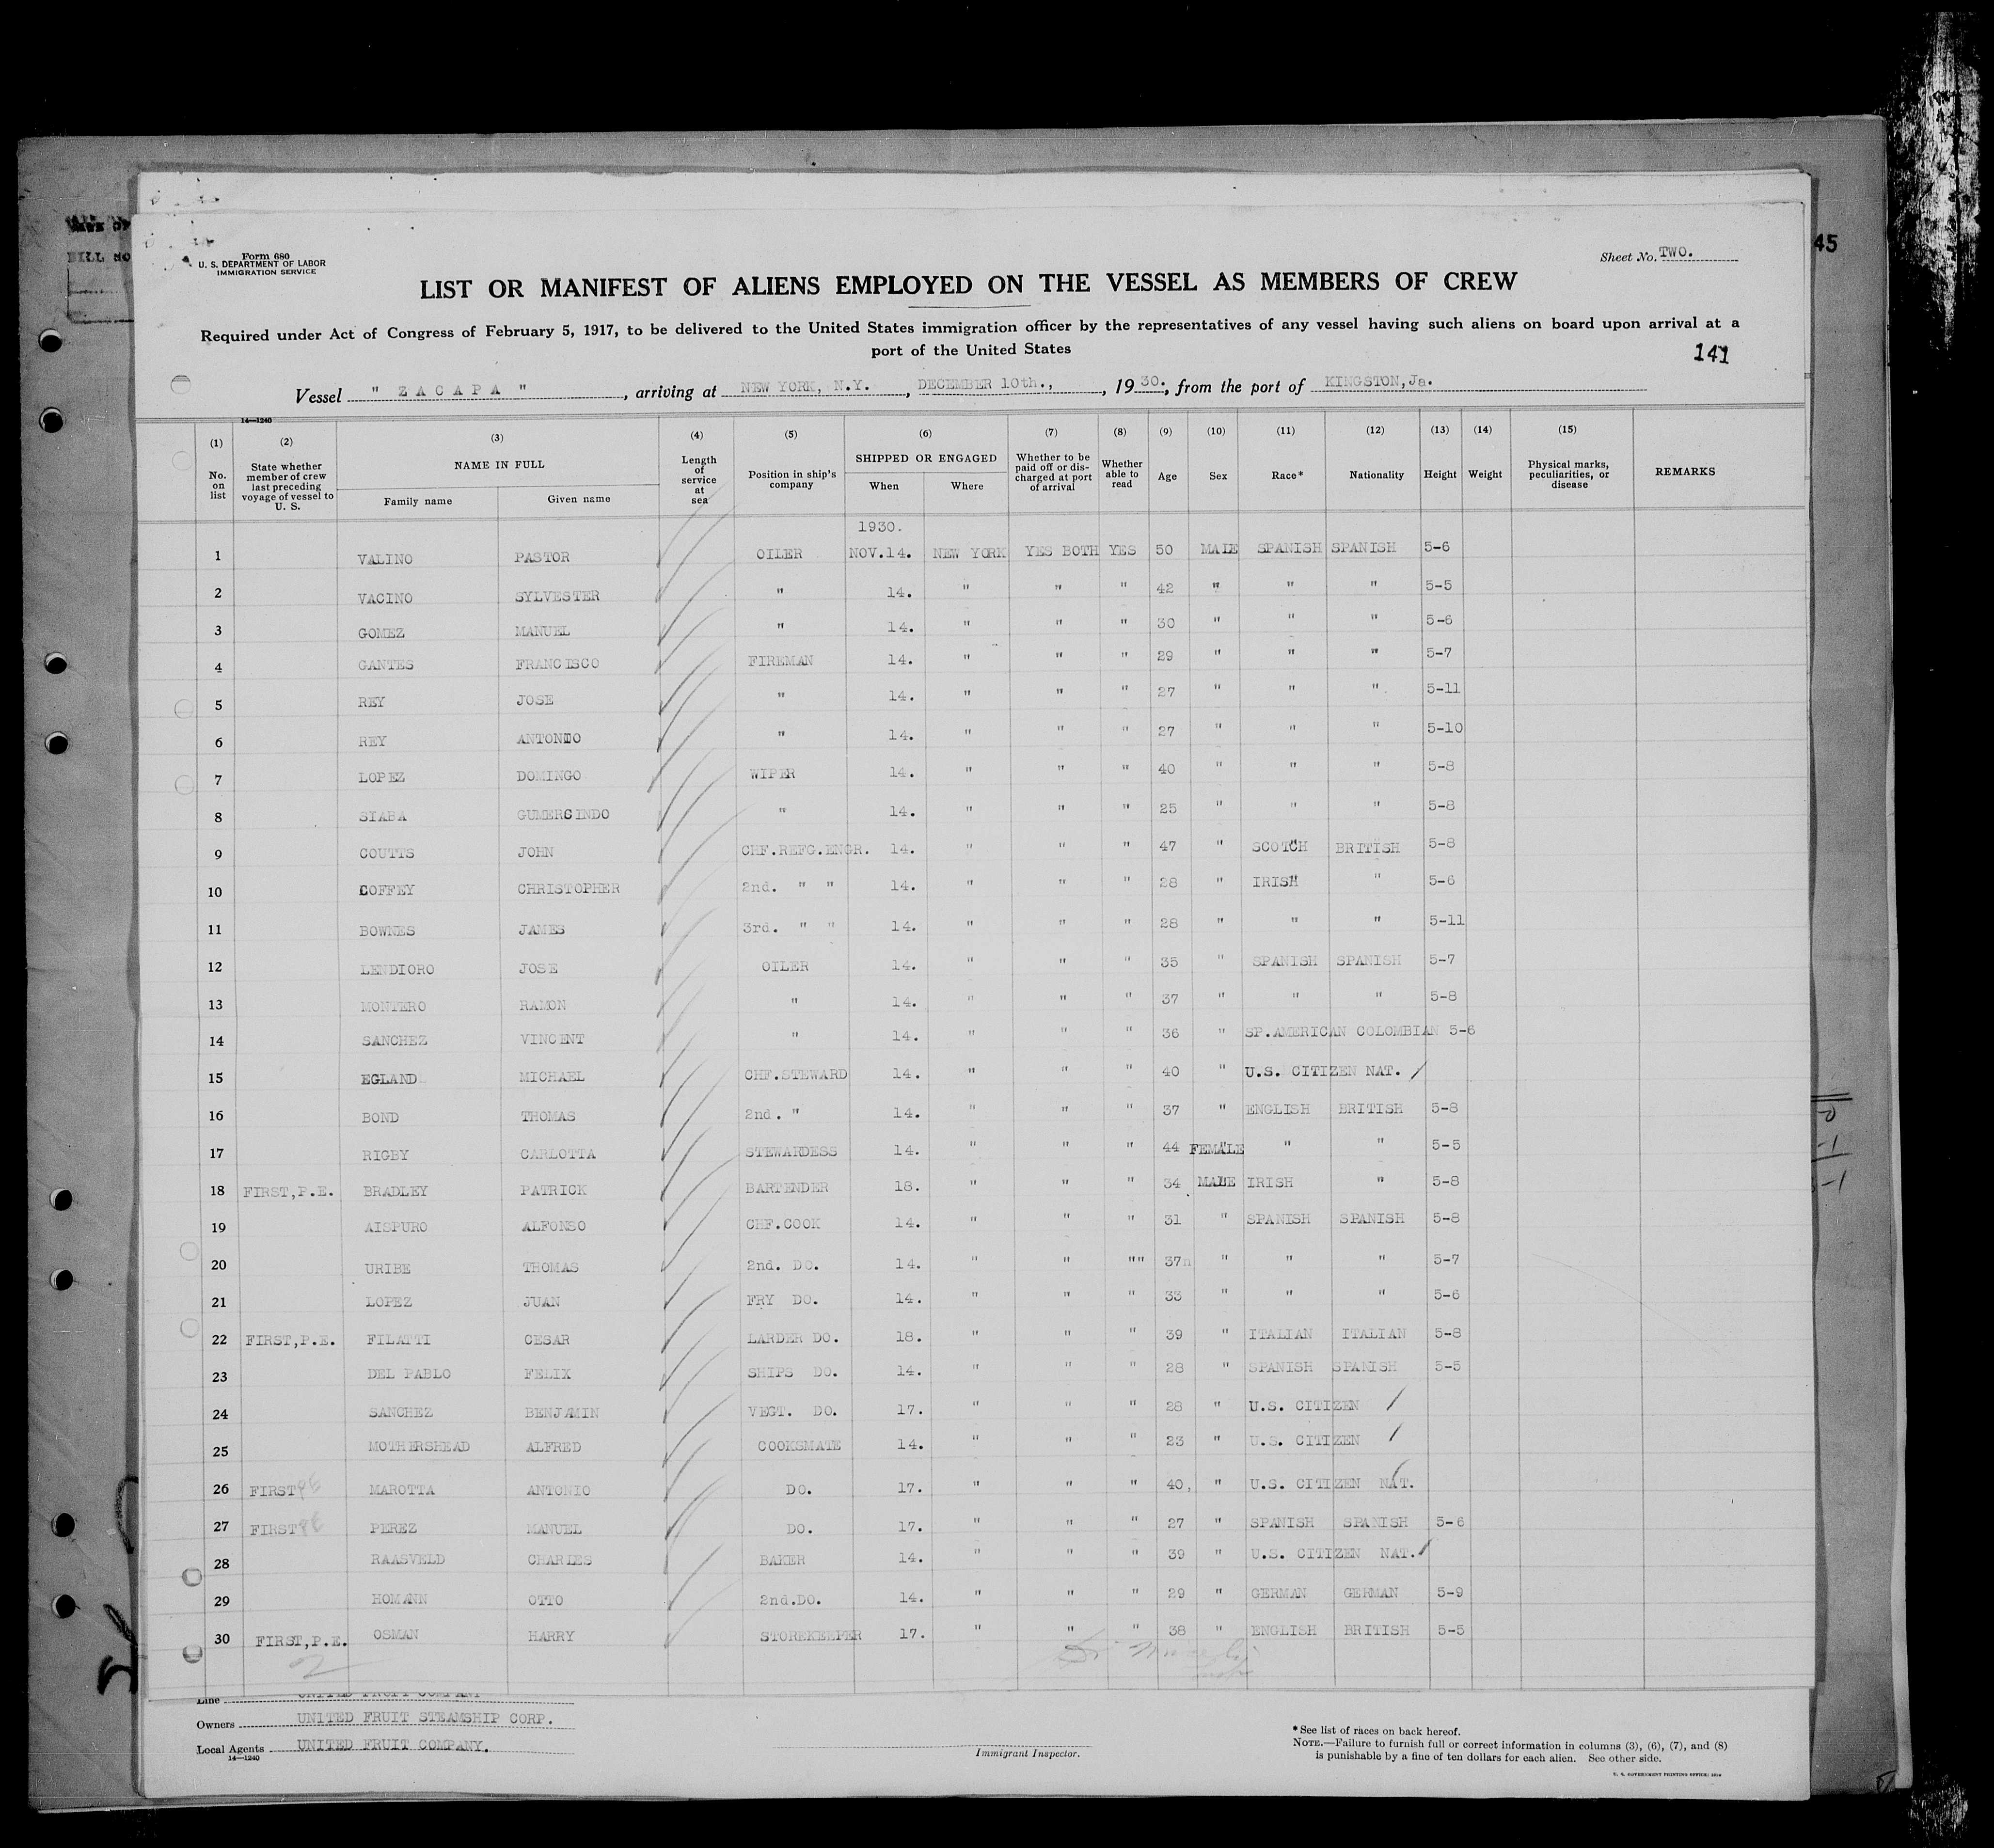 45
Form 680
U. S. DEPARTMENT OF LABOR
IMMIGRATION SERVICE
Sheet No. TWO.
LIST OR MANIFEST OF ALIENS EMPLOYED ON THE VESSEL AS MEMBERS OF CREW
Required under Act of Congress of February 5, 1917, to be delivered to the United States immigration officer by the representatives of any vessel having such aliens on board upon arrival at a
port of the United States
141
Vessel " Z A C A P A " , arriving at NEW YORK, N.Y. , DECEMBER 10th., , 19 30. , from the port of KINGSTON,Ja.
14—1240
(1) (2) (3) (4) (5) (6) (7) (8) (9) (10) (11) (12) (13) (14) (15)
No. on list State whether member of crew last preceding voyage of vessel to U. S. NAME IN FULL Family name Given name Length of service at sea Position in ship's company SHIPPED OR ENGAGED When Where Whether to be paid off or discharged at port of arrival Whether able to read Age Sex Race* Nationality Height Weight Physical marks, peculiarities, or disease REMARKS
1930.
1 VALINO PASTOR OILER NOV.14. NEW YORK YES BOTH YES 50 MALE SPANISH SPANISH 5-6
2 VACINO SYLVESTER " 14. " " " 42 " " " 5-5
3 GOMEZ MANUEL " 14. " " " 30 " " " 5-6
4 GANTES FRANCISCO FIREMAN 14. " " " 29 " " " 5-7
5 REY JOSE " 14. " " " 27 " " " 5-11
6 REY ANTONIO " 14. " " " 27 " " " 5-10
7 LOPEZ DOMINGO WIPER 14. " " " 40 " " " 5-8
8 SIABA GUMERSINDO " 14. " " " 25 " " " 5-8
9 COUTTS JOHN CHF.REFG.ENGR. 14. " " " 47 " SCOTCH BRITISH 5-8
10 COFFEY CHRISTOPHER 2nd. " " 14. " " " 28 " IRISH " 5-6
11 BOWNES JAMES 3rd. " " 14. " " " 28 " " " 5-11
12 LENDIORO JOSE OILER 14. " " " 35 " SPANISH SPANISH 5-7
13 MONTERO RAMON " 14. " " " 37 " " " 5-8
14 SANCHEZ VINCENT " 14. " " " 36 " SP.AMERICAN COLOMBIAN 5-6
15 EGLAND MICHAEL CHF.STEWARD 14. " " " 40 " U.S. CITIZEN NAT. /
16 BOND THOMAS 2nd. " 14. " " " 37 " ENGLISH BRITISH 5-8
17 RIGBY CARLOTTA STEWARDESS 14. " " " 44 FEMALE " " 5-5
18 FIRST,P.E. BRADLEY PATRICK BARTENDER 18. " " " 34 MALE IRISH " 5-8
19 AISPURO ALFONSO CHF.COOK 14. " " " 31 " SPANISH SPANISH 5-8
20 URIBE THOMAS 2nd. DO. 14. " " "" 37 " " " 5-7
21 LOPEZ JUAN FRY DO. 14. " " " 33 " " " 5-6
22 FIRST,P.E. FILATTI CESAR LARDER DO. 18. " " " 39 " ITALIAN ITALIAN 5-8
23 DEL PABLO FELIX SHIPS DO. 14. " " " 28 " SPANISH SPANISH 5-5
24 SANCHEZ BENJAMIN VEGT. DO. 17. " " " 28 " U.S. CITIZEN /
25 MOTHERSHEAD ALFRED COOKSMATE 14. " " " 23 " U.S. CITIZEN /
26 FIRST PE MAROTTA ANTONIO DO. 17. " " " 40, " U.S. CITIZEN NAT.
27 FIRST PE PEREZ MANUEL DO. 17. " " " 27 " SPANISH SPANISH 5-6
28 RAASVELD CHARLES BAKER 14. " " " 39 " U.S. CITIZEN NAT. /
29 HOMANN OTTO 2nd.DO. 14. " " " 29 " GERMAN GERMAN 5-9
30 FIRST,P.E. OSMAN HARRY STOREKEEPER 17. " " " 38 " ENGLISH BRITISH 5-5
2
Line UNITED FRUIT COMPANY
Owners UNITED FRUIT STEAMSHIP CORP.
Local Agents UNITED FRUIT COMPANY.
14—1240
Immigrant Inspector.
*See list of races on back hereof.
NOTE.—Failure to furnish full or correct information in columns (3), (6), (7), and (8)
is punishable by a fine of ten dollars for each alien. See other side.